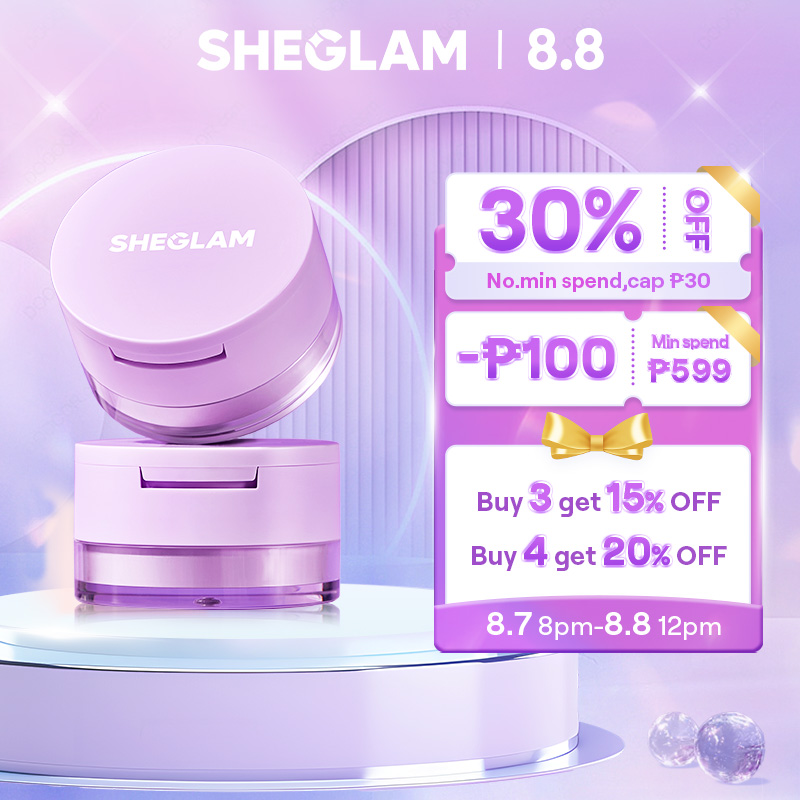 SHEGLAM | 8.8
SHEGLAM
30% OFF
No.min spend,cap ₱30
-₱100
Min spend
₱599
Buy 3 get 15% OFF
Buy 4 get 20% OFF
8.7 8pm-8.8 12pm